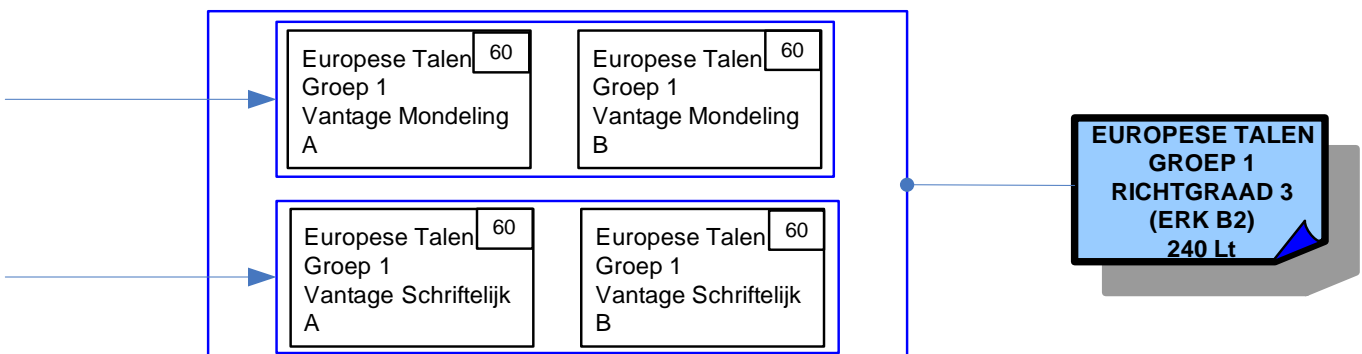 Europese Talen 60
Groep 1
Vantage Mondeling
A
Europese Talen 60
Groep 1
Vantage Mondeling
B
Europese Talen 60
Groep 1
Vantage Schriftelijk
A
Europese Talen 60
Groep 1
Vantage Schriftelijk
B
EUROPESE TALEN
GROEP 1
RICHTGRAAD 3
(ERK B2)
240 Lt